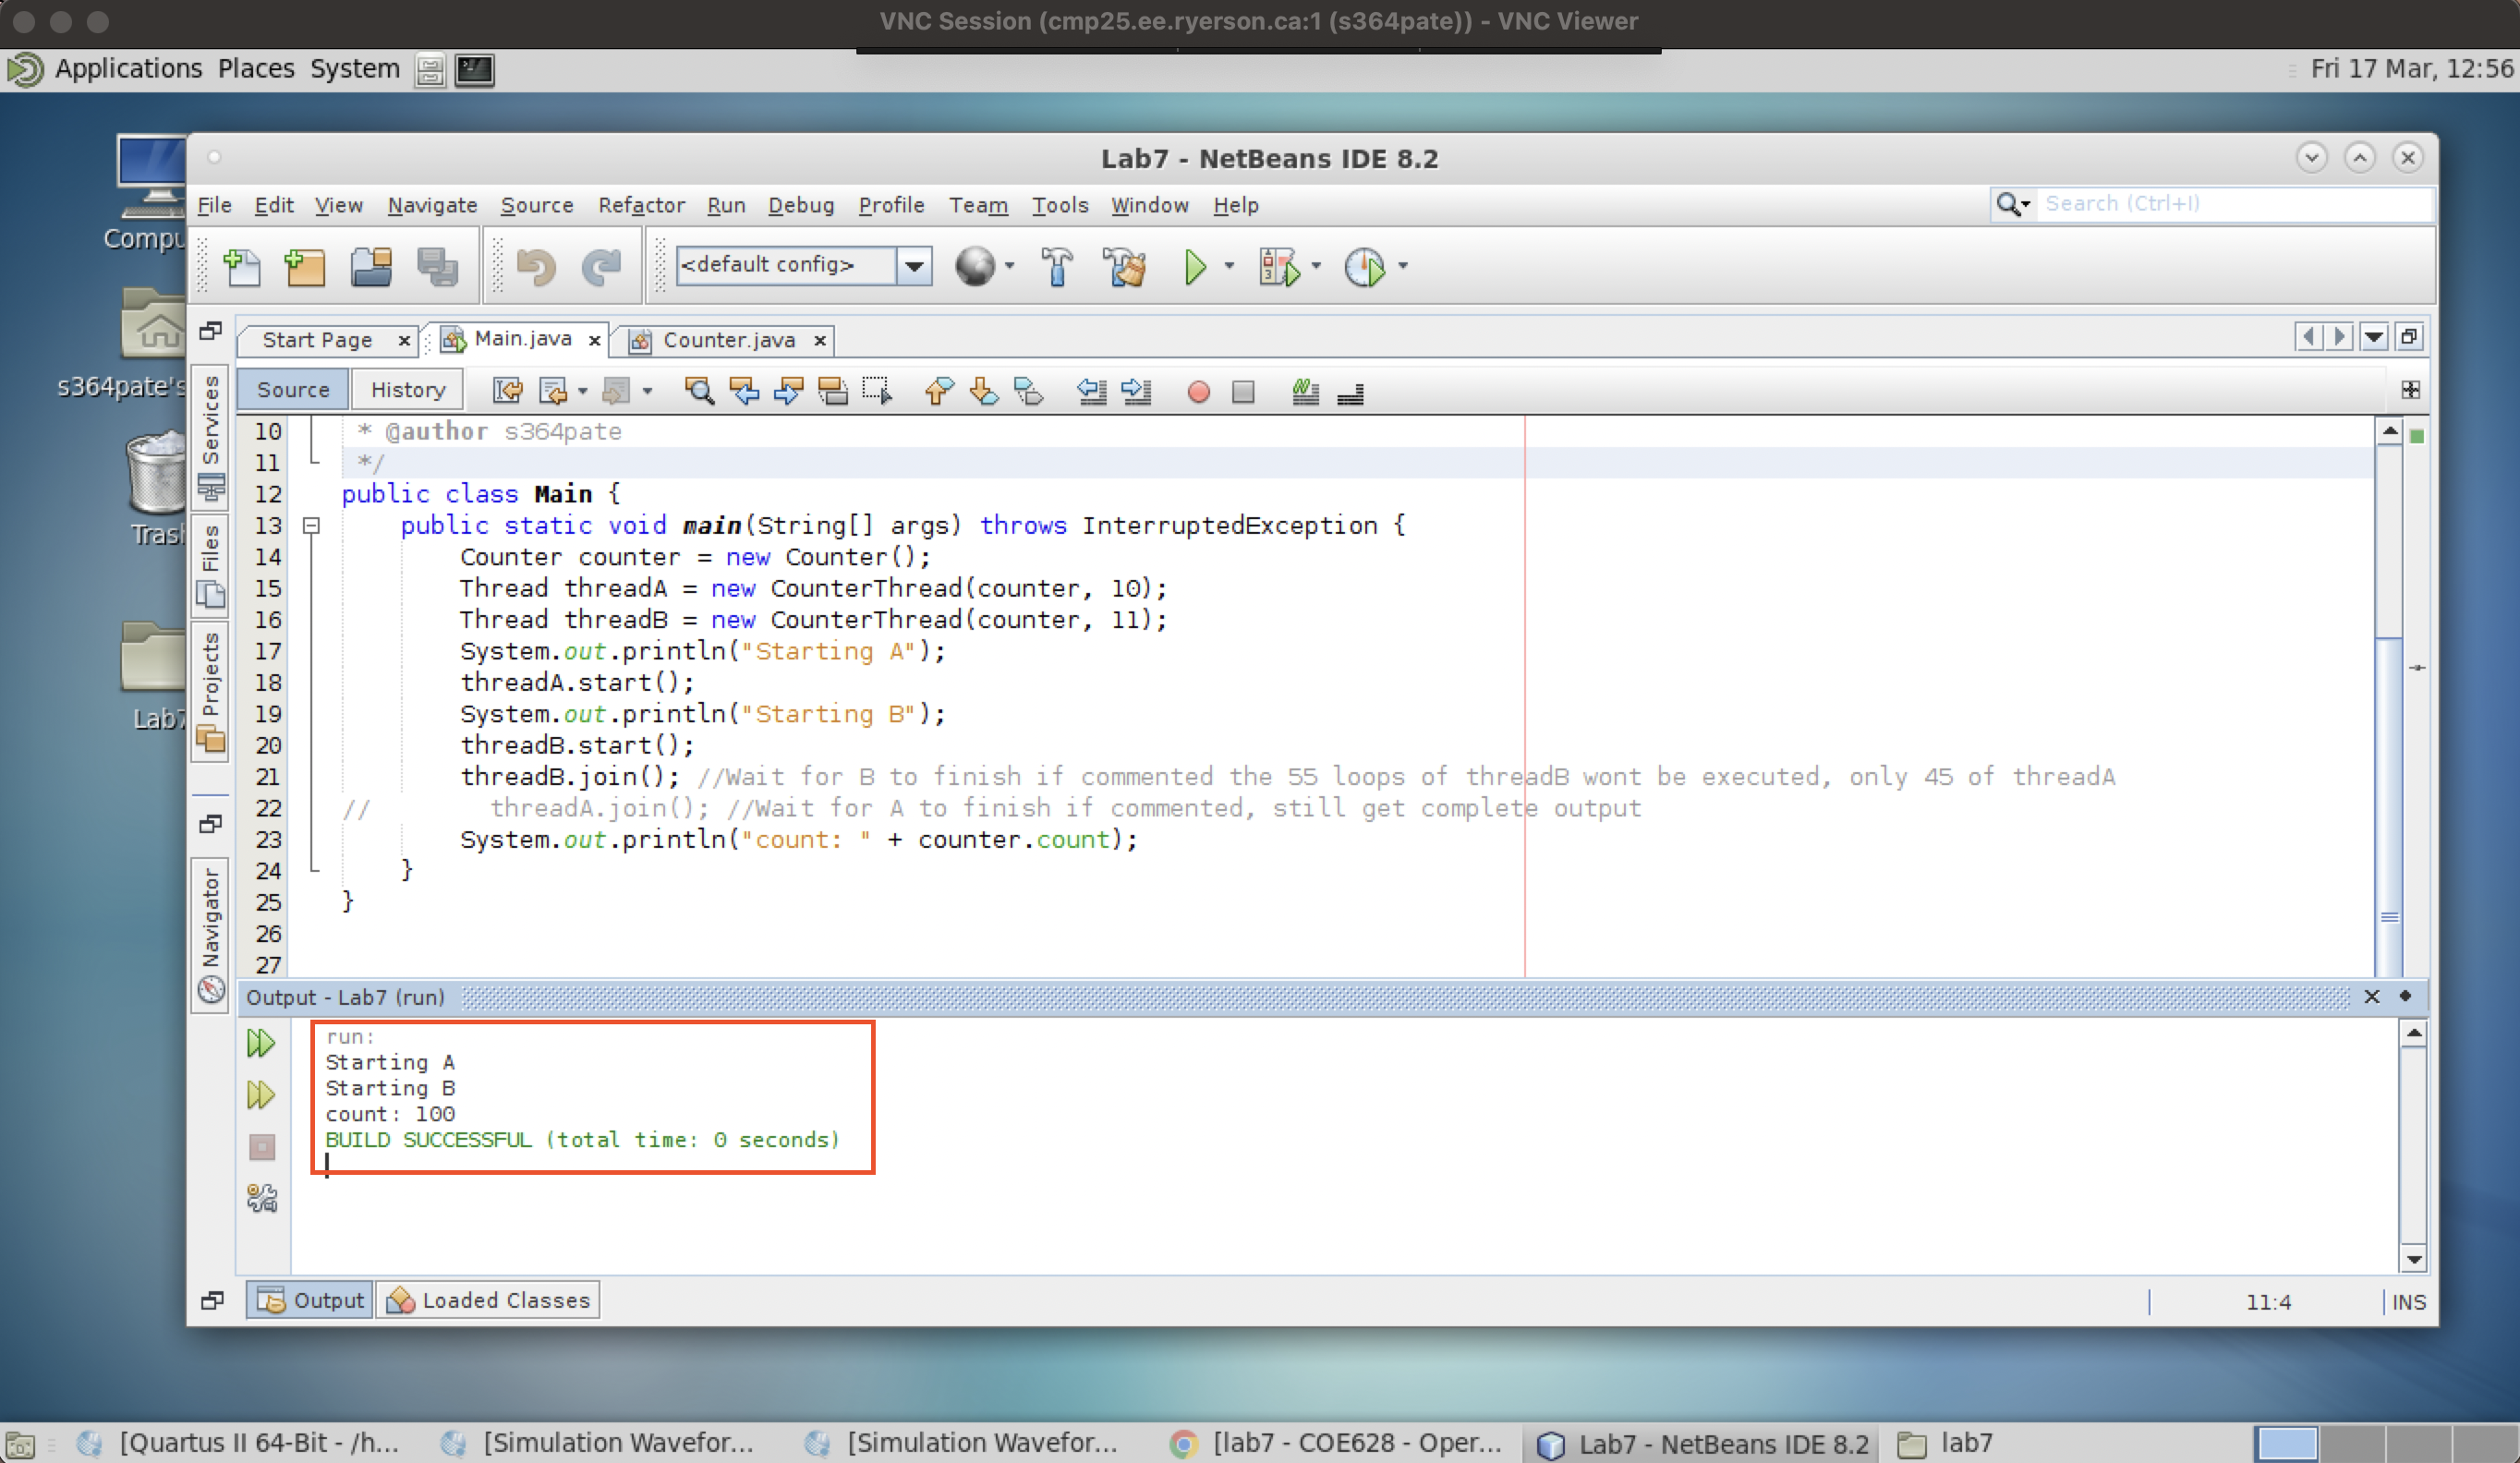 VNC Session (cmp25.ee.ryerson.ca:1 (s364pate)) - VNC Viewer
Applications Places System
Fri 17 Mar, 12:56
Lab7 - NetBeans IDE 8.2
File Edit View Navigate Source Refactor Run Debug Profile Team Tools Window Help
Search (Ctrl+I)
<default config>
Start Page
Main.java
Counter.java
Source History
Services
Files
Projects
Navigator
s364pate's
10 * @author s364pate
11 */
12 public class Main {
13 public static void main(String[] args) throws InterruptedException {
14 Counter counter = new Counter();
15 Thread threadA = new CounterThread(counter, 10);
16 Thread threadB = new CounterThread(counter, 11);
17 System.out.println("Starting A");
18 threadA.start();
19 System.out.println("Starting B");
20 threadB.start();
21 threadB.join(); //Wait for B to finish if commented the 55 loops of threadB wont be executed, only 45 of threadA
22 // threadA.join(); //Wait for A to finish if commented, still get complete output
23 System.out.println("count: " + counter.count);
24 }
25 }
26
27
Output - Lab7 (run)
run:
Starting A
Starting B
count: 100
BUILD SUCCESSFUL (total time: 0 seconds)
Output
Loaded Classes
11:4
INS
[Quartus II 64-Bit - /h...
[Simulation Wavefor...
[Simulation Wavefor...
[lab7 - COE628 - Oper...
Lab7 - NetBeans IDE 8.2
lab7